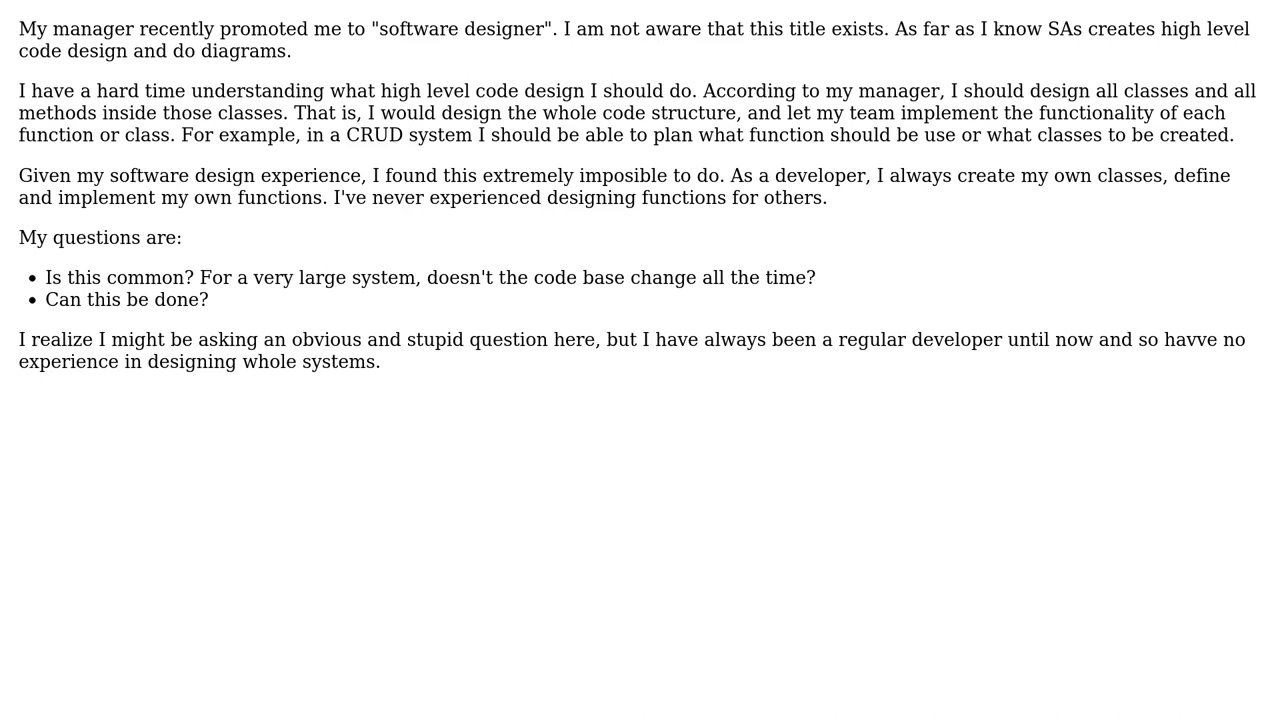 My manager recently promoted me to "software designer". I am not aware that this title exists. As far as I know SAs creates high level
code design and do diagrams.
I have a hard time understanding what high level code design I should do. According to my manager, I should design all classes and all
methods inside those classes. That is, I would design the whole code structure, and let my team implement the functionality of each
function or class. For example, in a CRUD system I should be able to plan what function should be use or what classes to be created.
Given my software design experience, I found this extremely imposible to do. As a developer, I always create my own classes, define
and implement my own functions. I've never experienced designing functions for others.
My questions are:
• Is this common? For a very large system, doesn't the code base change all the time?
• Can this be done?
I realize I might be asking an obvious and stupid question here, but I have always been a regular developer until now and so havve no
experience in designing whole systems.